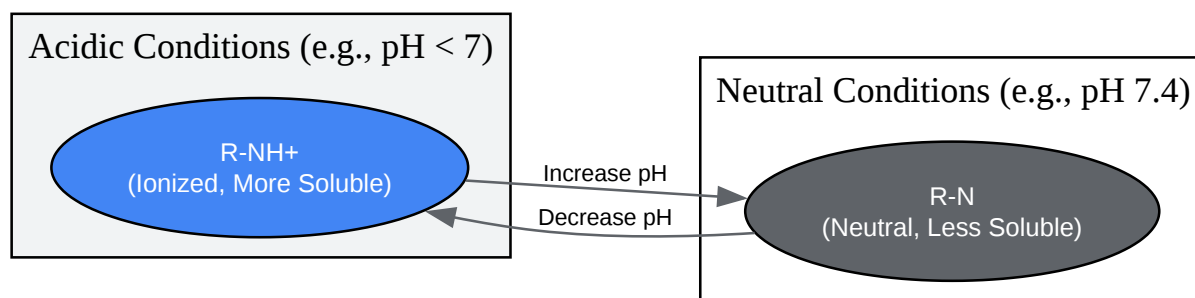 Acidic Conditions (e.g., pH < 7)
R-NH+
(Ionized, More Soluble)
Increase pH
Decrease pH
Neutral Conditions (e.g., pH 7.4)
R-N
(Neutral, Less Soluble)